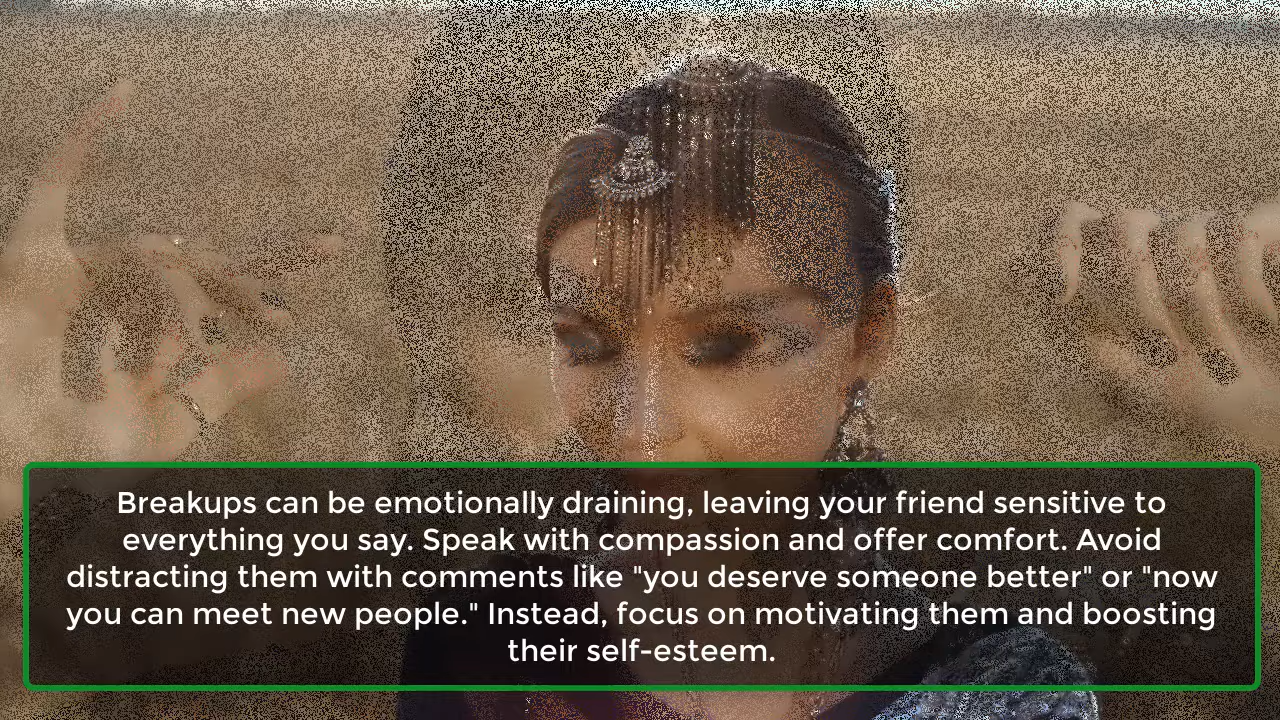 Breakups can be emotionally draining, leaving your friend sensitive to
everything you say. Speak with compassion and offer comfort. Avoid
distracting them with comments like "you deserve someone better" or "now
you can meet new people." Instead, focus on motivating them and boosting
their self-esteem.